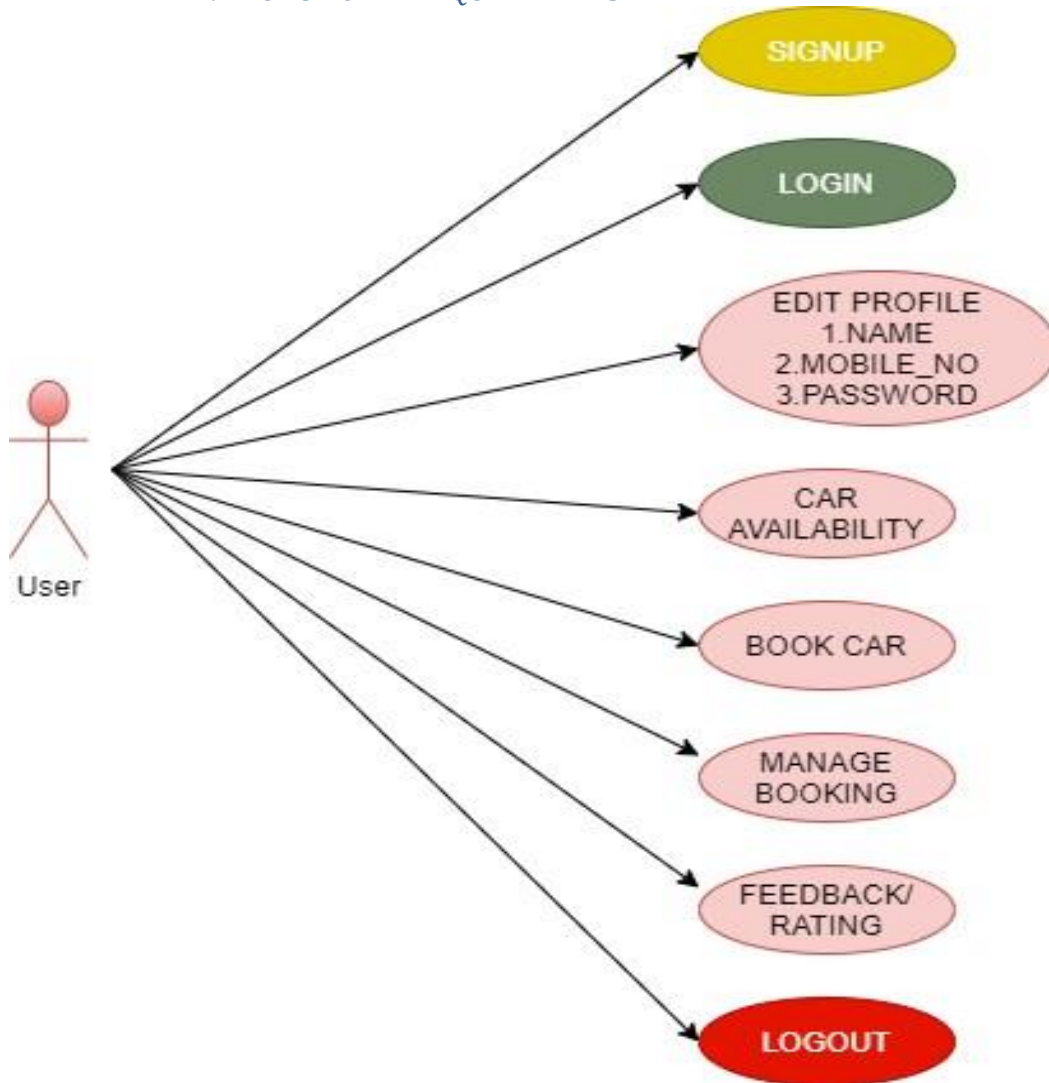 SIGNUP
LOGIN
EDIT PROFILE
1.NAME
2.MOBILE_NO
3.PASSWORD
CAR
AVAILABILITY
User
BOOK CAR
MANAGE
BOOKING
FEEDBACK/
RATING
LOGOUT